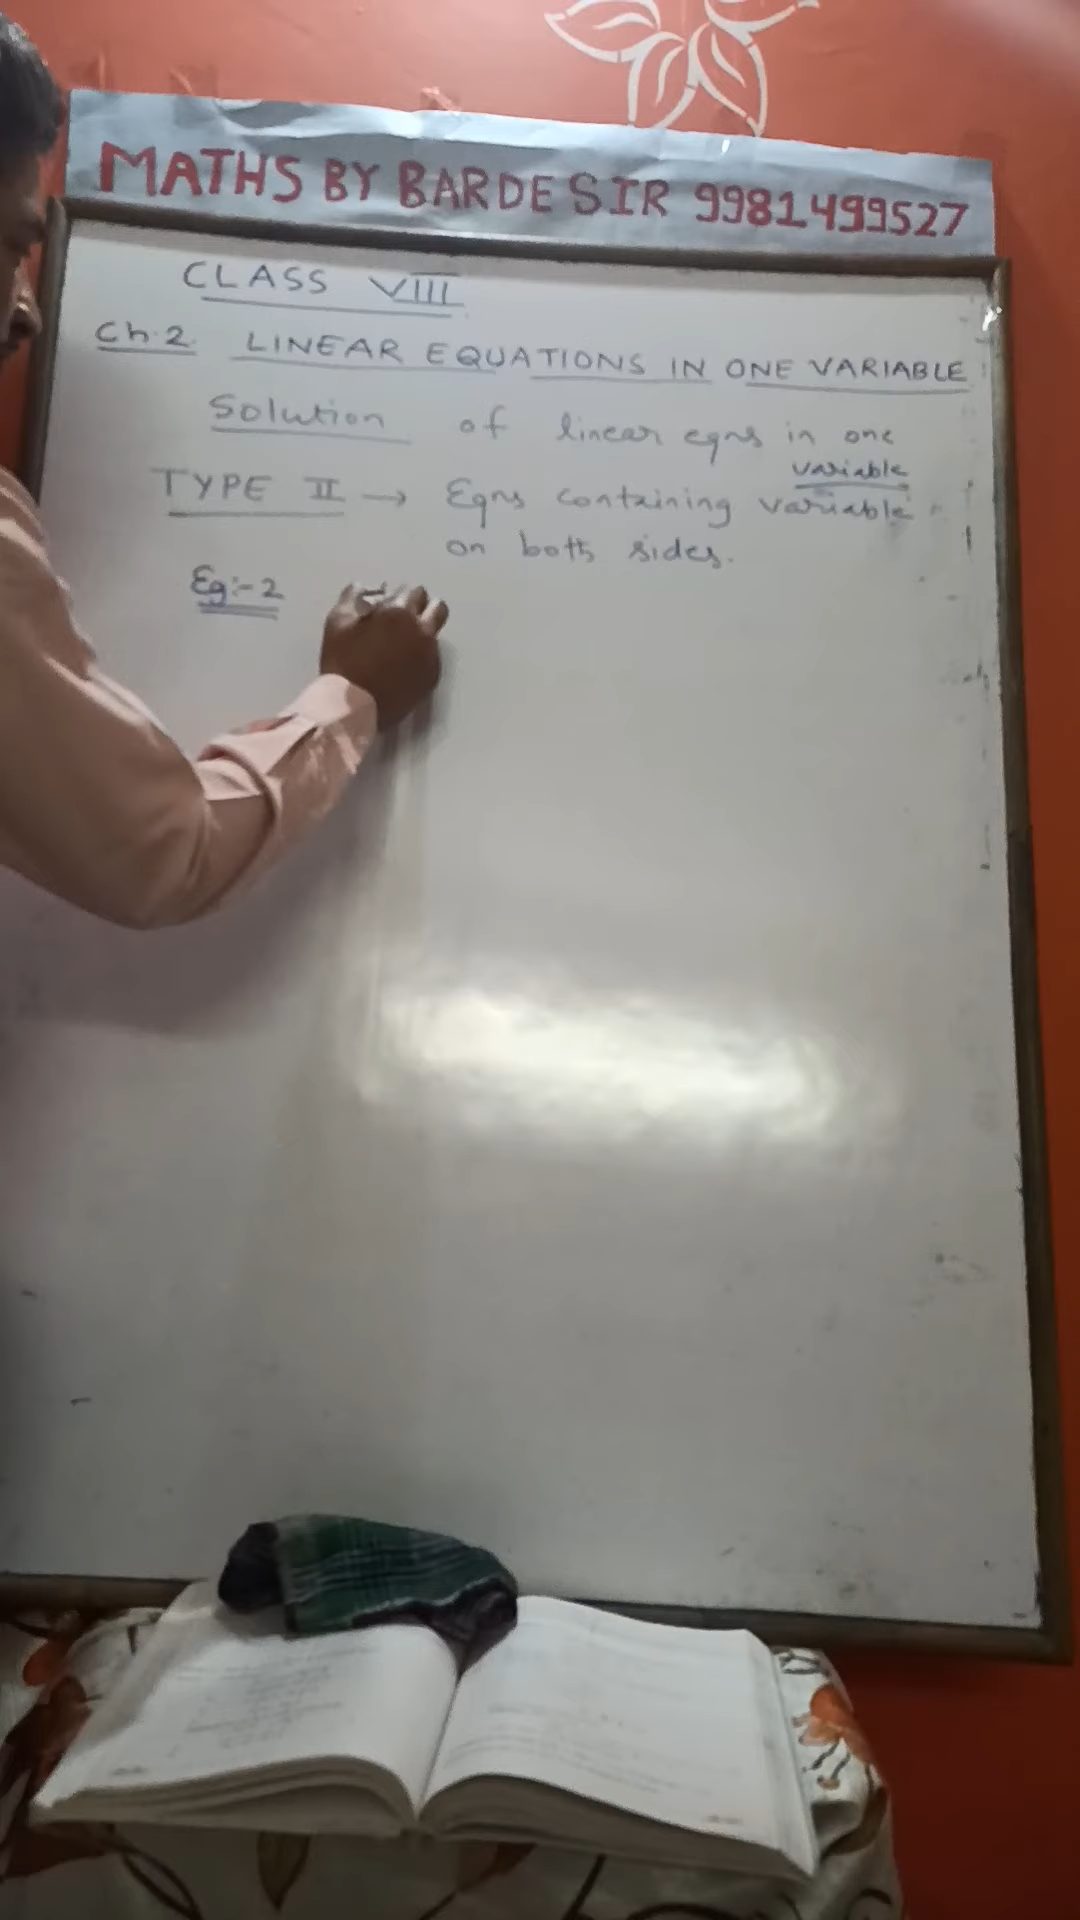 MATHS BY BARDE SIR 9981499527
CLASS VIII
Ch.2. LINEAR EQUATIONS IN ONE VARIABLE
Solution of linear eqns in one
variable
TYPE II → Eqns containing variable
on both sides.
Eg:- 2